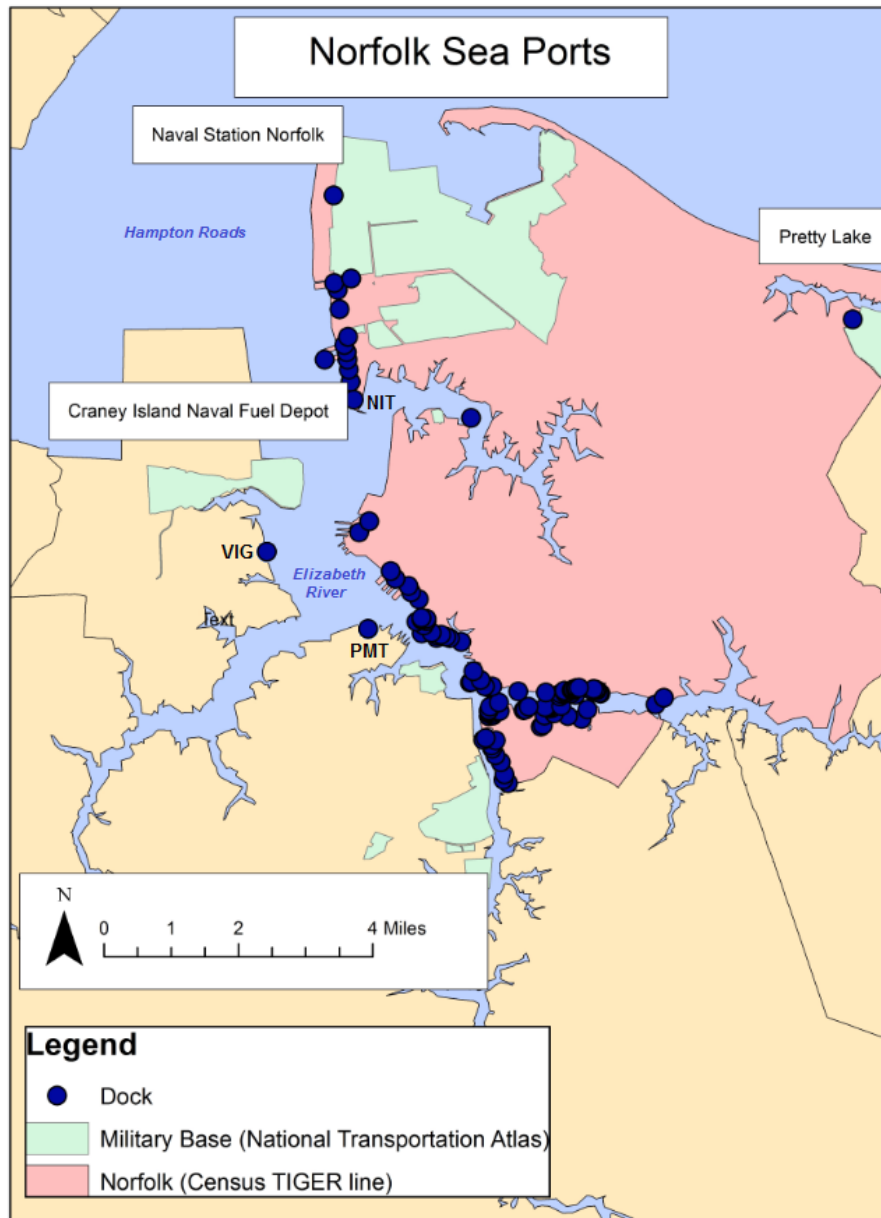 Norfolk Sea Ports
Naval Station Norfolk
Hampton Roads
Pretty Lake
Craney Island Naval Fuel Depot
NIT
VIG
Elizabeth
River
Text
PMT
N
0 1 2 4 Miles
Legend
Dock
Military Base (National Transportation Atlas)
Norfolk (Census TIGER line)